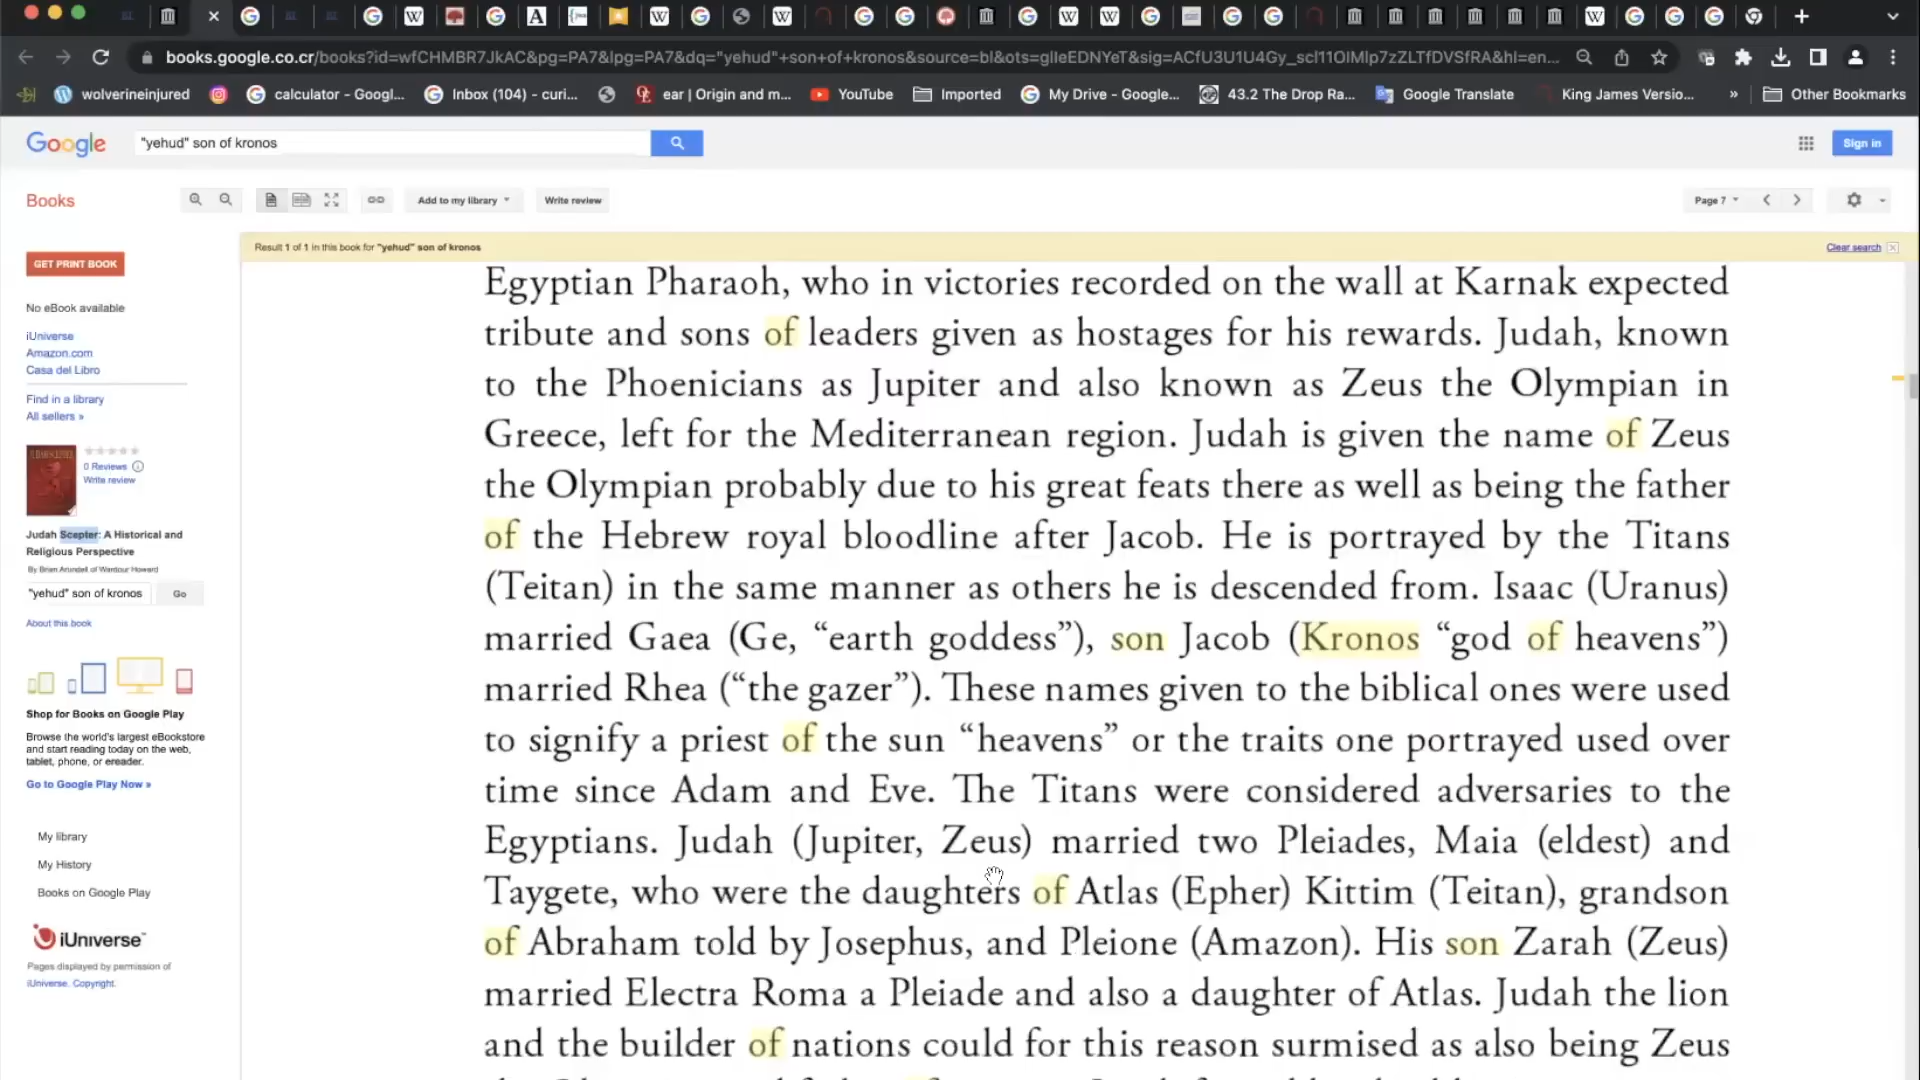 books.google.co.cr/books?id=wfCHMBR7JkAC&pg=PA7&lpg=PA7&dq="yehud"+son+of+kronos&source=bl&ots=glIeEDNYeT&sig=ACfU3U1U4Gy_scl11OIMlp7zZLTfDVSfRA&hl=en...
wolverineinjured
calculator - Googl...
Inbox (104) - curi...
ear | Origin and m...
YouTube
Imported
My Drive - Google...
43.2 The Drop Ra...
Google Translate
King James Versio...
»
Other Bookmarks
Google
"yehud" son of kronos
Sign in
Books
Add to my library
Write review
Page 7
Result 1 of 1 in this book for "yehud" son of kronos
Clear search
GET PRINT BOOK
No eBook available
iUniverse
Amazon.com
Casa del Libro
Find in a library
All sellers »
0 Reviews
Write review
Judah Scepter: A Historical and
Religious Perspective
By Brian Arundell of Wardour Howard
"yehud" son of kronos
Go
About this book
Shop for Books on Google Play
Browse the world's largest eBookstore
and start reading today on the web,
tablet, phone, or ereader.
Go to Google Play Now »
My library
My History
Books on Google Play
iUniverse™
Pages displayed by permission of
iUniverse. Copyright.
Egyptian Pharaoh, who in victories recorded on the wall at Karnak expected
tribute and sons of leaders given as hostages for his rewards. Judah, known
to the Phoenicians as Jupiter and also known as Zeus the Olympian in
Greece, left for the Mediterranean region. Judah is given the name of Zeus
the Olympian probably due to his great feats there as well as being the father
of the Hebrew royal bloodline after Jacob. He is portrayed by the Titans
(Teitan) in the same manner as others he is descended from. Isaac (Uranus)
married Gaea (Ge, “earth goddess”), son Jacob (Kronos “god of heavens”)
married Rhea (“the gazer”). These names given to the biblical ones were used
to signify a priest of the sun “heavens” or the traits one portrayed used over
time since Adam and Eve. The Titans were considered adversaries to the
Egyptians. Judah (Jupiter, Zeus) married two Pleiades, Maia (eldest) and
Taygete, who were the daughters of Atlas (Epher) Kittim (Teitan), grandson
of Abraham told by Josephus, and Pleione (Amazon). His son Zarah (Zeus)
married Electra Roma a Pleiade and also a daughter of Atlas. Judah the lion
and the builder of nations could for this reason surmised as also being Zeus